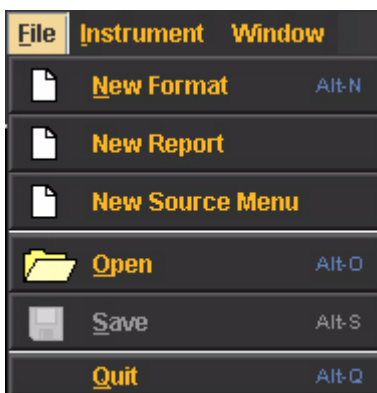 File Instrument Window
New Format Alt-N
New Report
New Source Menu
Open Alt-O
Save Alt-S
Quit Alt-Q